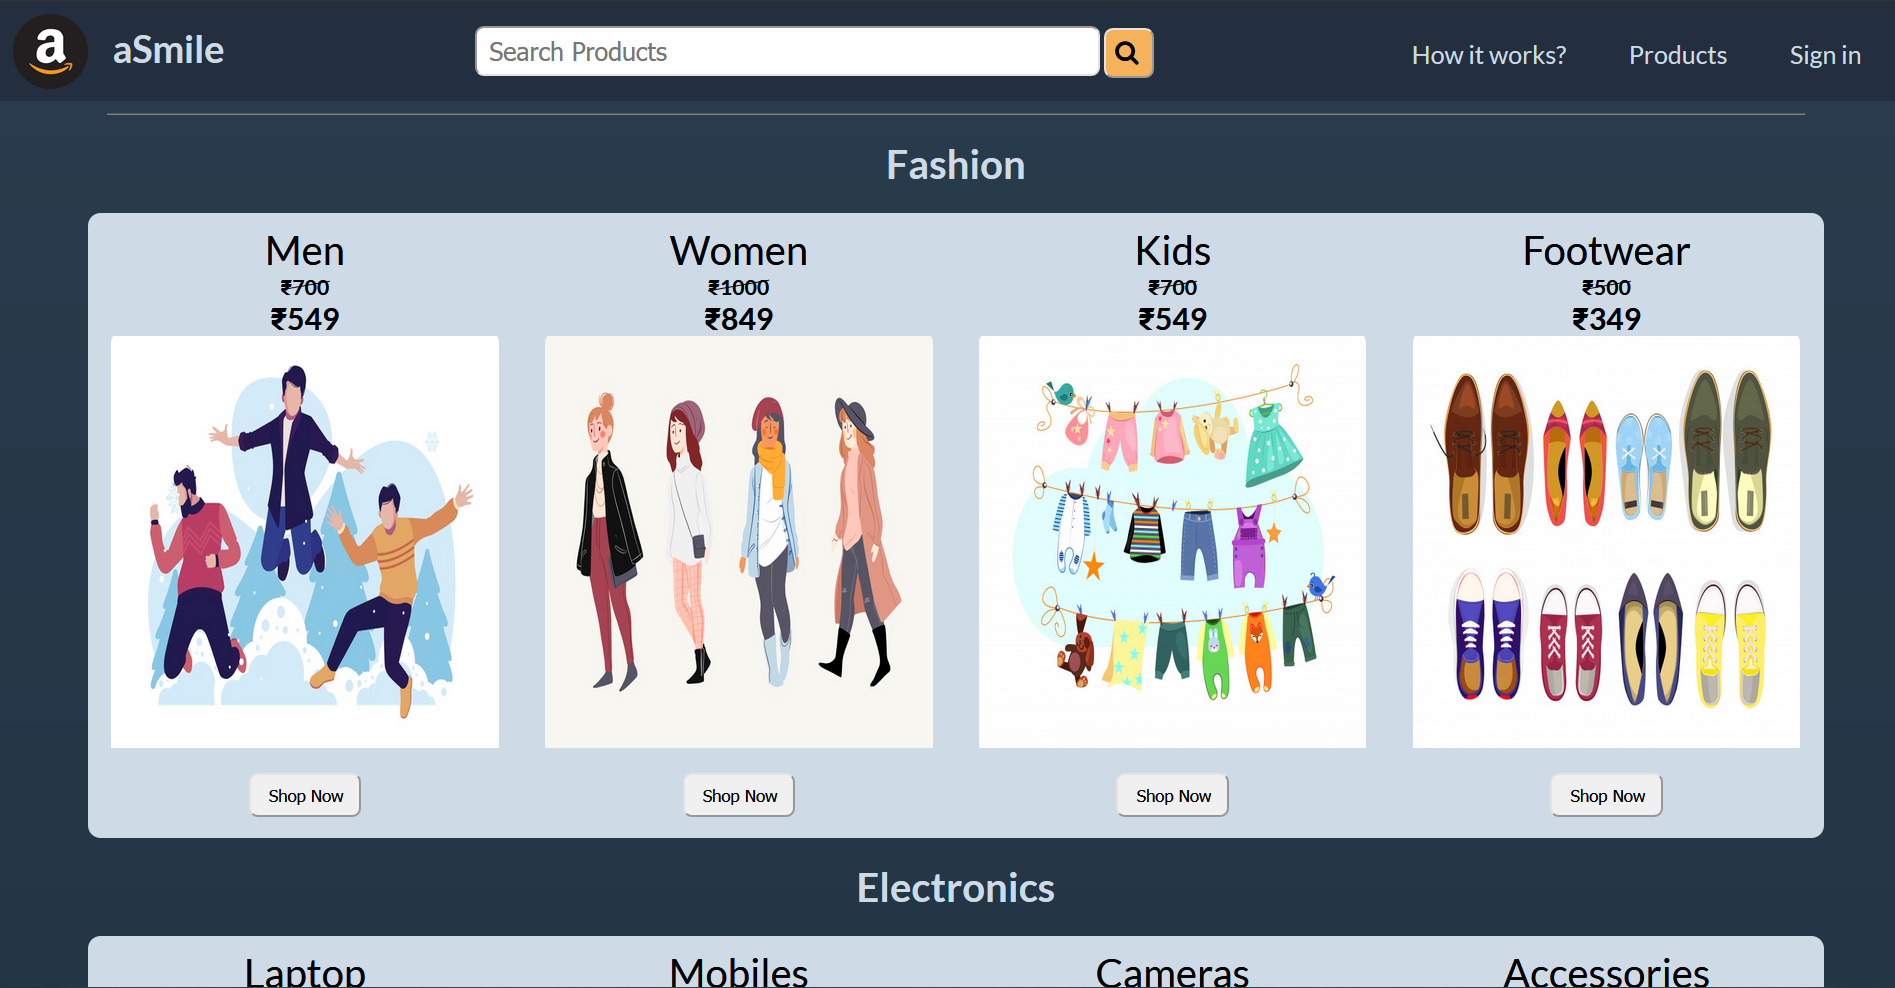 a aSmile
Search Products
How it works? Products Sign in
Fashion
Men Women Kids Footwear
₹700 ₹1000 ₹700 ₹500
₹549 ₹849 ₹549 ₹349
Shop Now Shop Now Shop Now Shop Now
Electronics
Laptop Mobiles Cameras Accessories